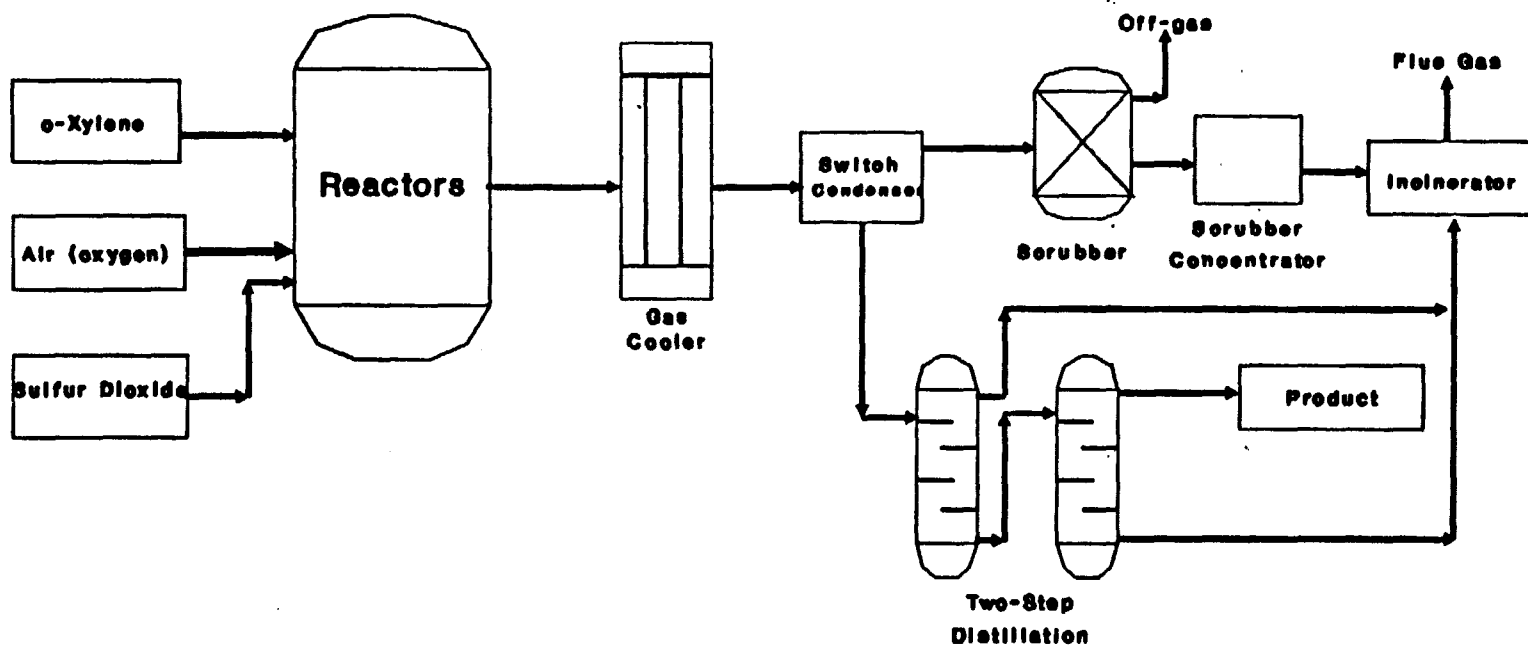 Off-gas
Flue Gas
o-Xylene
Reactors
Switch
Condenser
Incinerator
Air (oxygen)
Scrubber
Scrubber
Concentrator
Gas
Cooler
Sulfur Dioxide
Product
Two-Step
Distillation